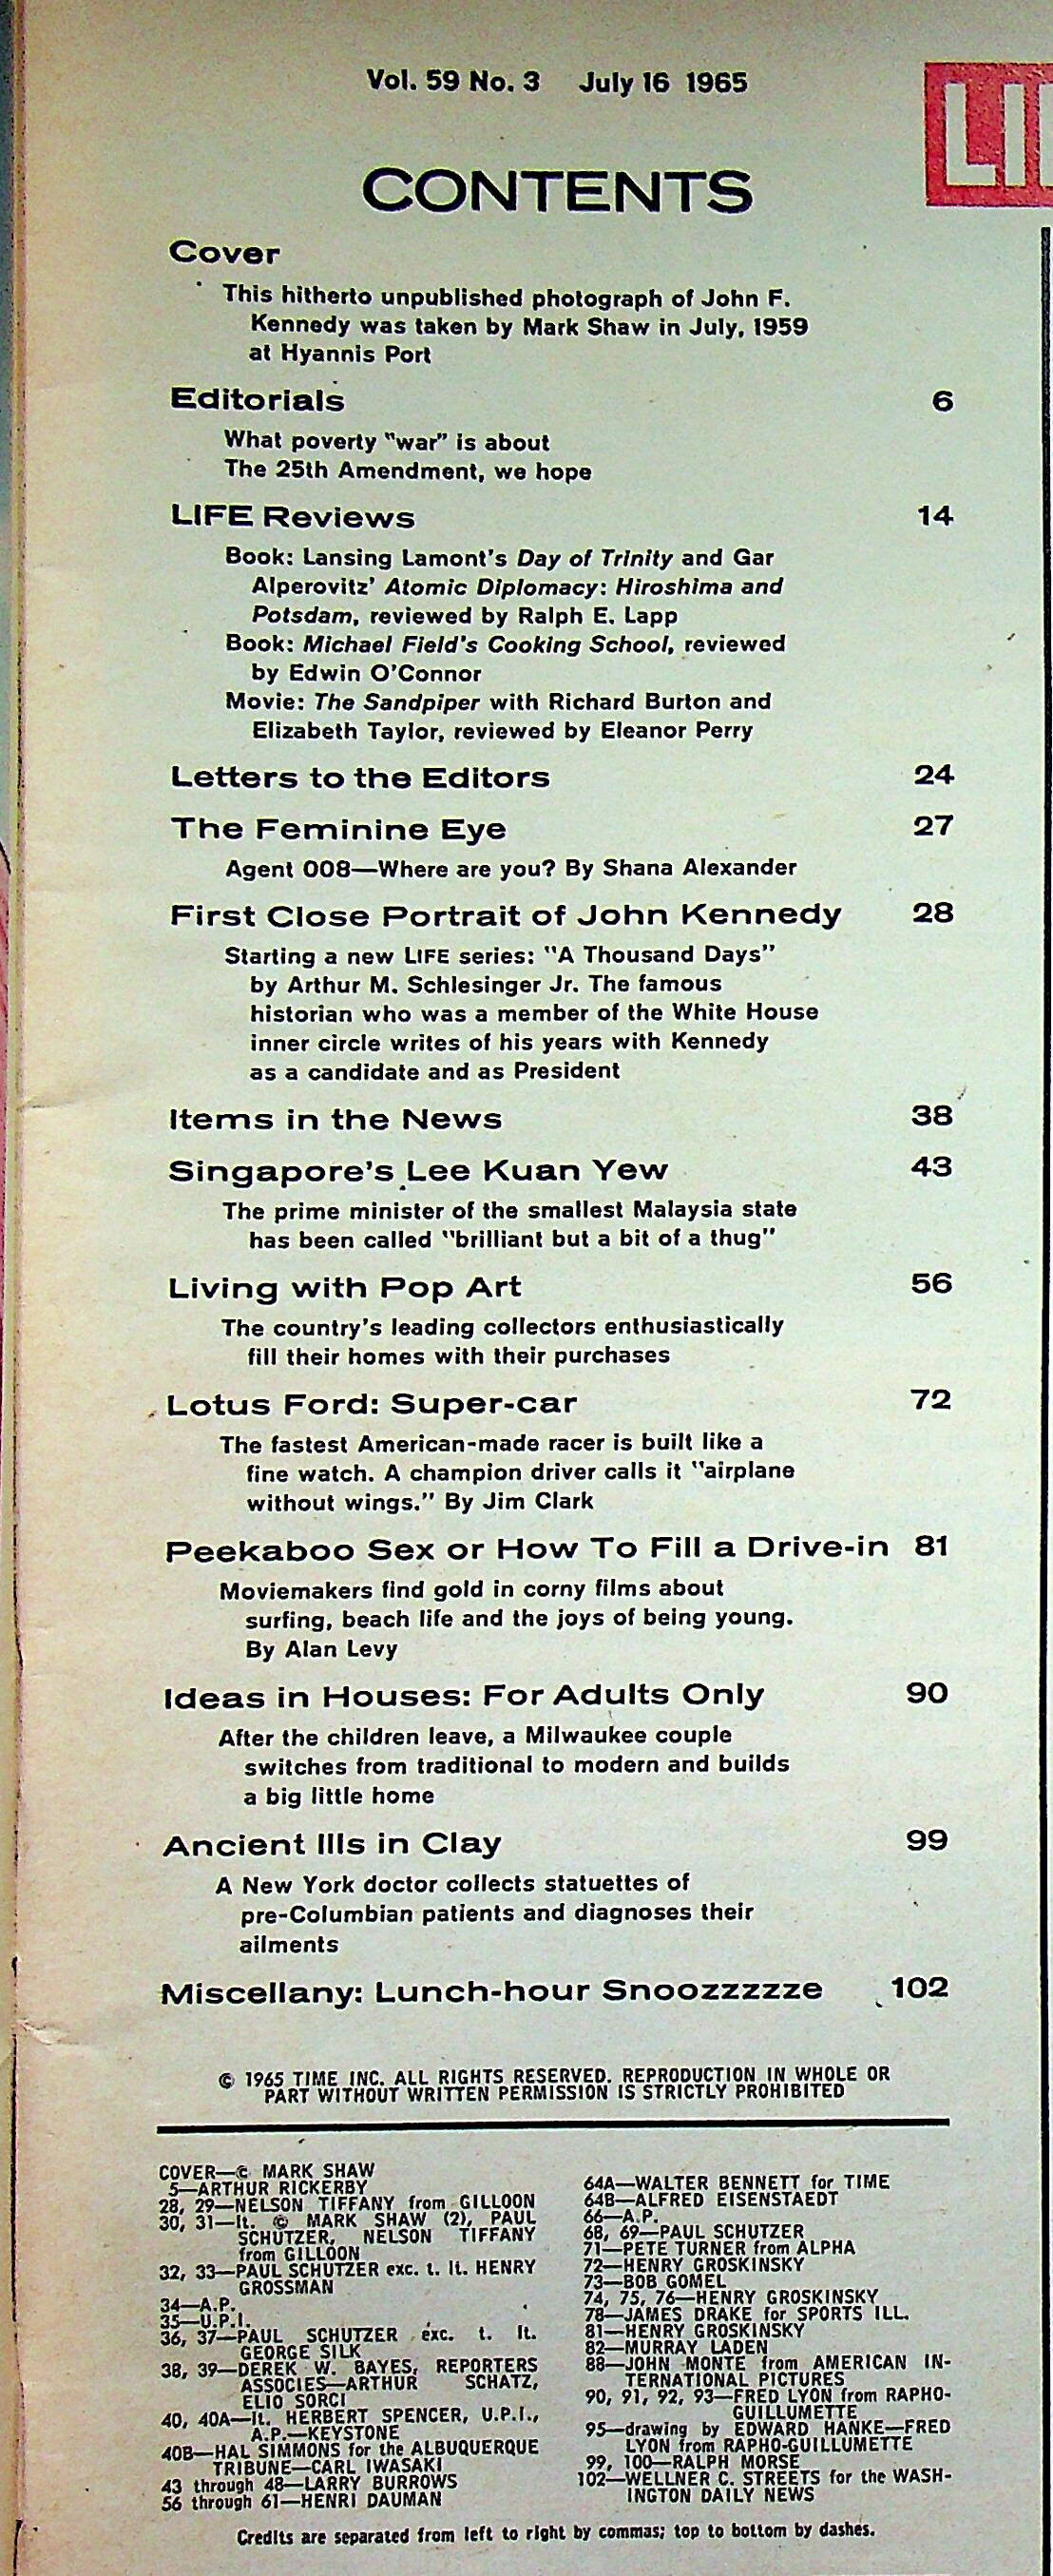 Vol. 59 No. 3 July 16 1965
LI
CONTENTS
Cover
This hitherto unpublished photograph of John F.
Kennedy was taken by Mark Shaw in July, 1959
at Hyannis Port
Editorials 6
What poverty "war" is about
The 25th Amendment, we hope
LIFE Reviews 14
Book: Lansing Lamont's Day of Trinity and Gar
Alperovitz' Atomic Diplomacy: Hiroshima and
Potsdam, reviewed by Ralph E. Lapp
Book: Michael Field's Cooking School, reviewed
by Edwin O'Connor
Movie: The Sandpiper with Richard Burton and
Elizabeth Taylor, reviewed by Eleanor Perry
Letters to the Editors 24
The Feminine Eye 27
Agent 008—Where are you? By Shana Alexander
First Close Portrait of John Kennedy 28
Starting a new LIFE series: "A Thousand Days"
by Arthur M. Schlesinger Jr. The famous
historian who was a member of the White House
inner circle writes of his years with Kennedy
as a candidate and as President
Items in the News 38
Singapore's Lee Kuan Yew 43
The prime minister of the smallest Malaysia state
has been called "brilliant but a bit of a thug"
Living with Pop Art 56
The country's leading collectors enthusiastically
fill their homes with their purchases
Lotus Ford: Super-car 72
The fastest American-made racer is built like a
fine watch. A champion driver calls it "airplane
without wings." By Jim Clark
Peekaboo Sex or How To Fill a Drive-in 81
Moviemakers find gold in corny films about
surfing, beach life and the joys of being young.
By Alan Levy
Ideas in Houses: For Adults Only 90
After the children leave, a Milwaukee couple
switches from traditional to modern and builds
a big little home
Ancient Ills in Clay 99
A New York doctor collects statuettes of
pre-Columbian patients and diagnoses their
ailments
Miscellany: Lunch-hour Snoozzzzze 102
© 1965 TIME INC. ALL RIGHTS RESERVED. REPRODUCTION IN WHOLE OR
PART WITHOUT WRITTEN PERMISSION IS STRICTLY PROHIBITED
COVER—© MARK SHAW
5—ARTHUR RICKERBY
28, 29—NELSON TIFFANY from GILLOON
30, 31—lt. © MARK SHAW (2), PAUL
SCHUTZER, NELSON TIFFANY
from GILLOON
32, 33—PAUL SCHUTZER exc. t. lt. HENRY
GROSSMAN
34—A.P.
35—U.P.I.
36, 37—PAUL SCHUTZER exc. t. lt.
GEORGE SILK
38, 39—DEREK W. BAYES, REPORTERS
ASSOCIES—ARTHUR SCHATZ,
ELIO SORCI
40, 40A—lt. HERBERT SPENCER, U.P.I.,
A.P.—KEYSTONE
40B—HAL SIMMONS for the ALBUQUERQUE
TRIBUNE—CARL IWASAKI
43 through 48—LARRY BURROWS
56 through 61—HENRI DAUMAN
64A—WALTER BENNETT for TIME
64B—ALFRED EISENSTAEDT
66—A.P.
68, 69—PAUL SCHUTZER
71—PETE TURNER from ALPHA
72—HENRY GROSKINSKY
73—BOB GOMEL
74, 75, 76—HENRY GROSKINSKY
78—JAMES DRAKE for SPORTS ILL.
81—HENRY GROSKINSKY
82—MURRAY LADEN
88—JOHN MONTE from AMERICAN IN-
TERNATIONAL PICTURES
90, 91, 92, 93—FRED LYON from RAPHO-
GUILLUMETTE
95—drawing by EDWARD HANKE—FRED
LYON from RAPHO-GUILLUMETTE
99, 100—RALPH MORSE
102—WELLNER C. STREETS for the WASH-
INGTON DAILY NEWS
Credits are separated from left to right by commas; top to bottom by dashes.